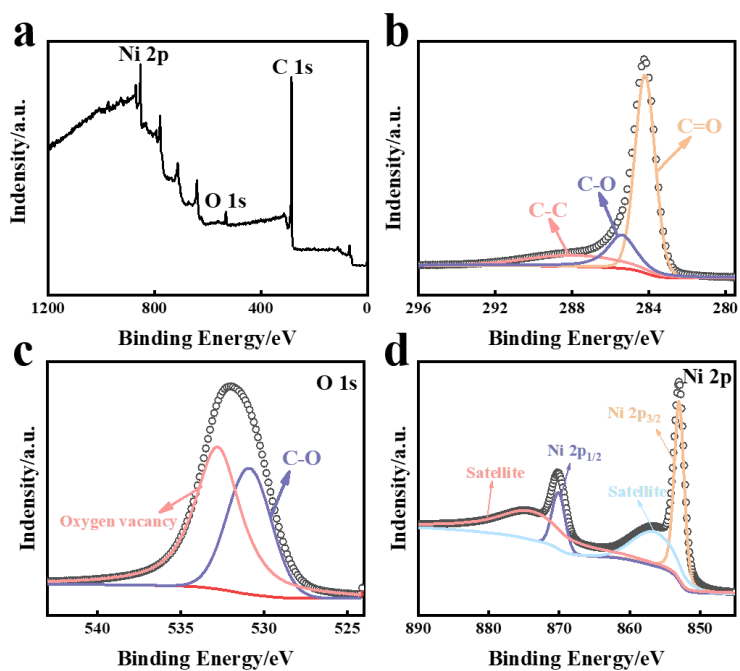 a
Ni 2p
C 1s
O 1s
Indensity/a.u.
1200
800
400
0
Binding Energy/eV
b
C=O
C-O
C-C
Indensity/a.u.
296
292
288
284
280
Binding Energy/eV
c
O 1s
C-O
Oxygen vacancy
Indensity/a.u.
540
535
530
525
Binding Energy/eV
d
Ni 2p
Ni 2p3/2
Ni 2p1/2
Satellite
Satellite
Indensity/a.u.
890
880
870
860
850
Binding Energy/eV